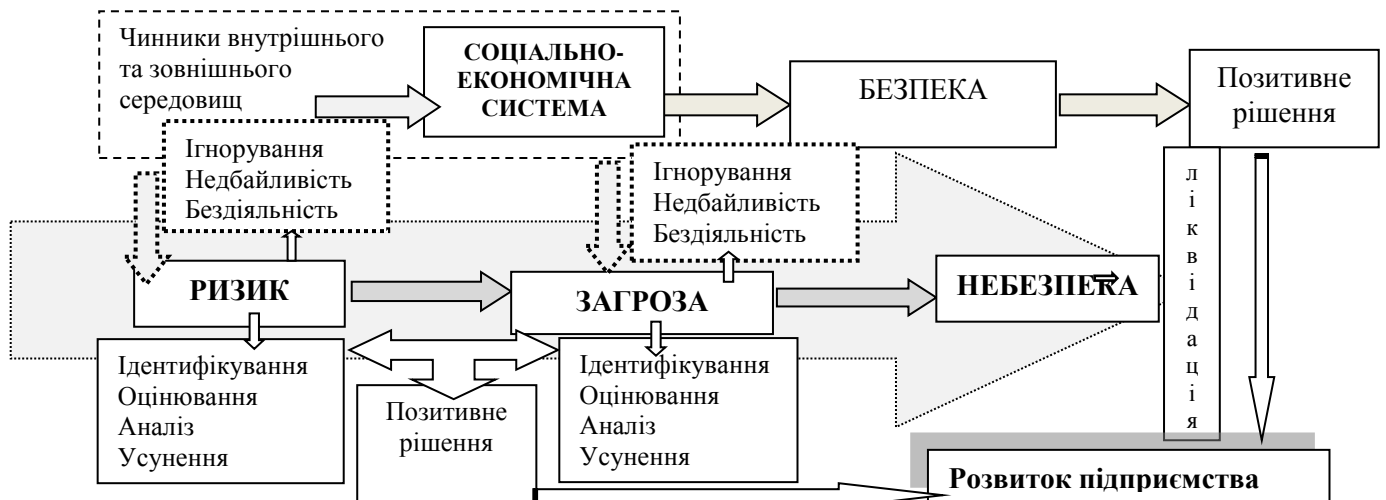 Чинники внутрішнього
та зовнішнього
середовищ
СОЦІАЛЬНО-
ЕКОНОМІЧНА
СИСТЕМА
БЕЗПЕКА
Позитивне
рішення
Ігнорування
Недбайливість
Бездіяльність
Ігнорування
Недбайливість
Бездіяльність
РИЗИК
ЗАГРОЗА
НЕБЕЗПЕКА
ліквідація
Ідентифікування
Оцінювання
Аналіз
Усунення
Позитивне
рішення
Ідентифікування
Оцінювання
Аналіз
Усунення
Розвиток підприємства